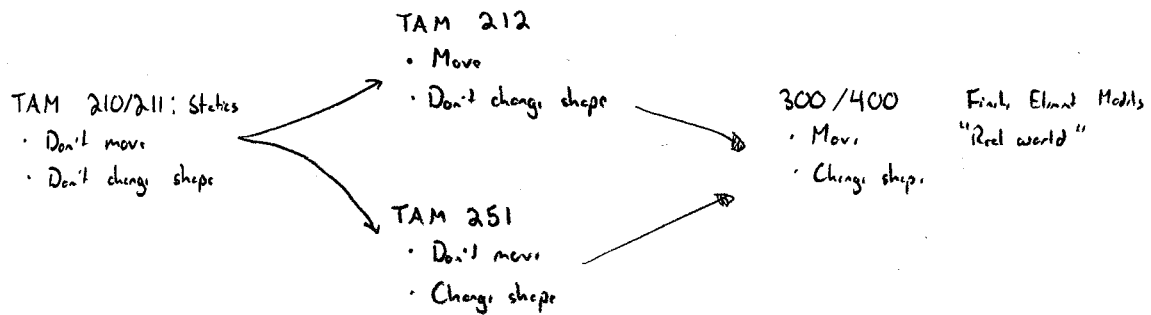 TAM 210/211: Statics
• Don't move
• Don't change shape
TAM 212
• Move
• Don't change shape
TAM 251
• Don't move
• Change shape
300/400 Finite Element Models
• Move "Real world"
• Change shape